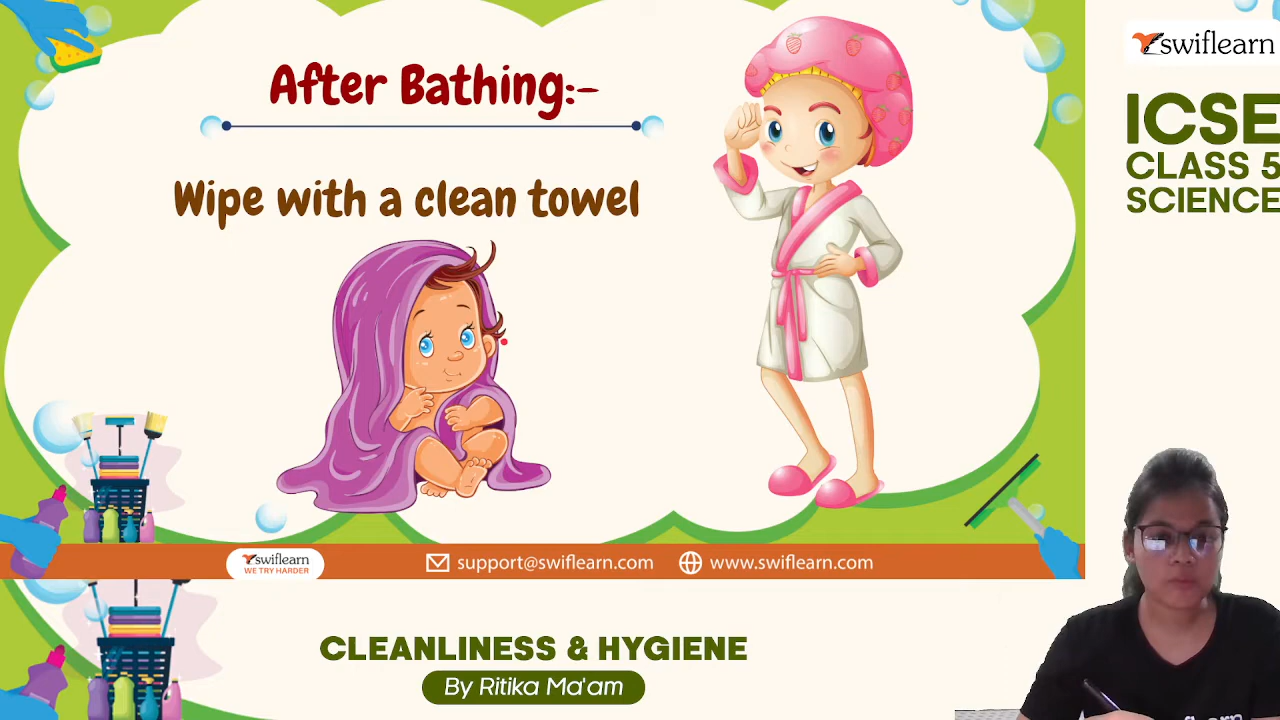 After Bathing:-
Wipe with a clean towel
swiflearn
ICSE
CLASS 5
SCIENCE
swiflearn
WE TRY HARDER
support@swiflearn.com
www.swiflearn.com
CLEANLINESS & HYGIENE
By Ritika Ma'am